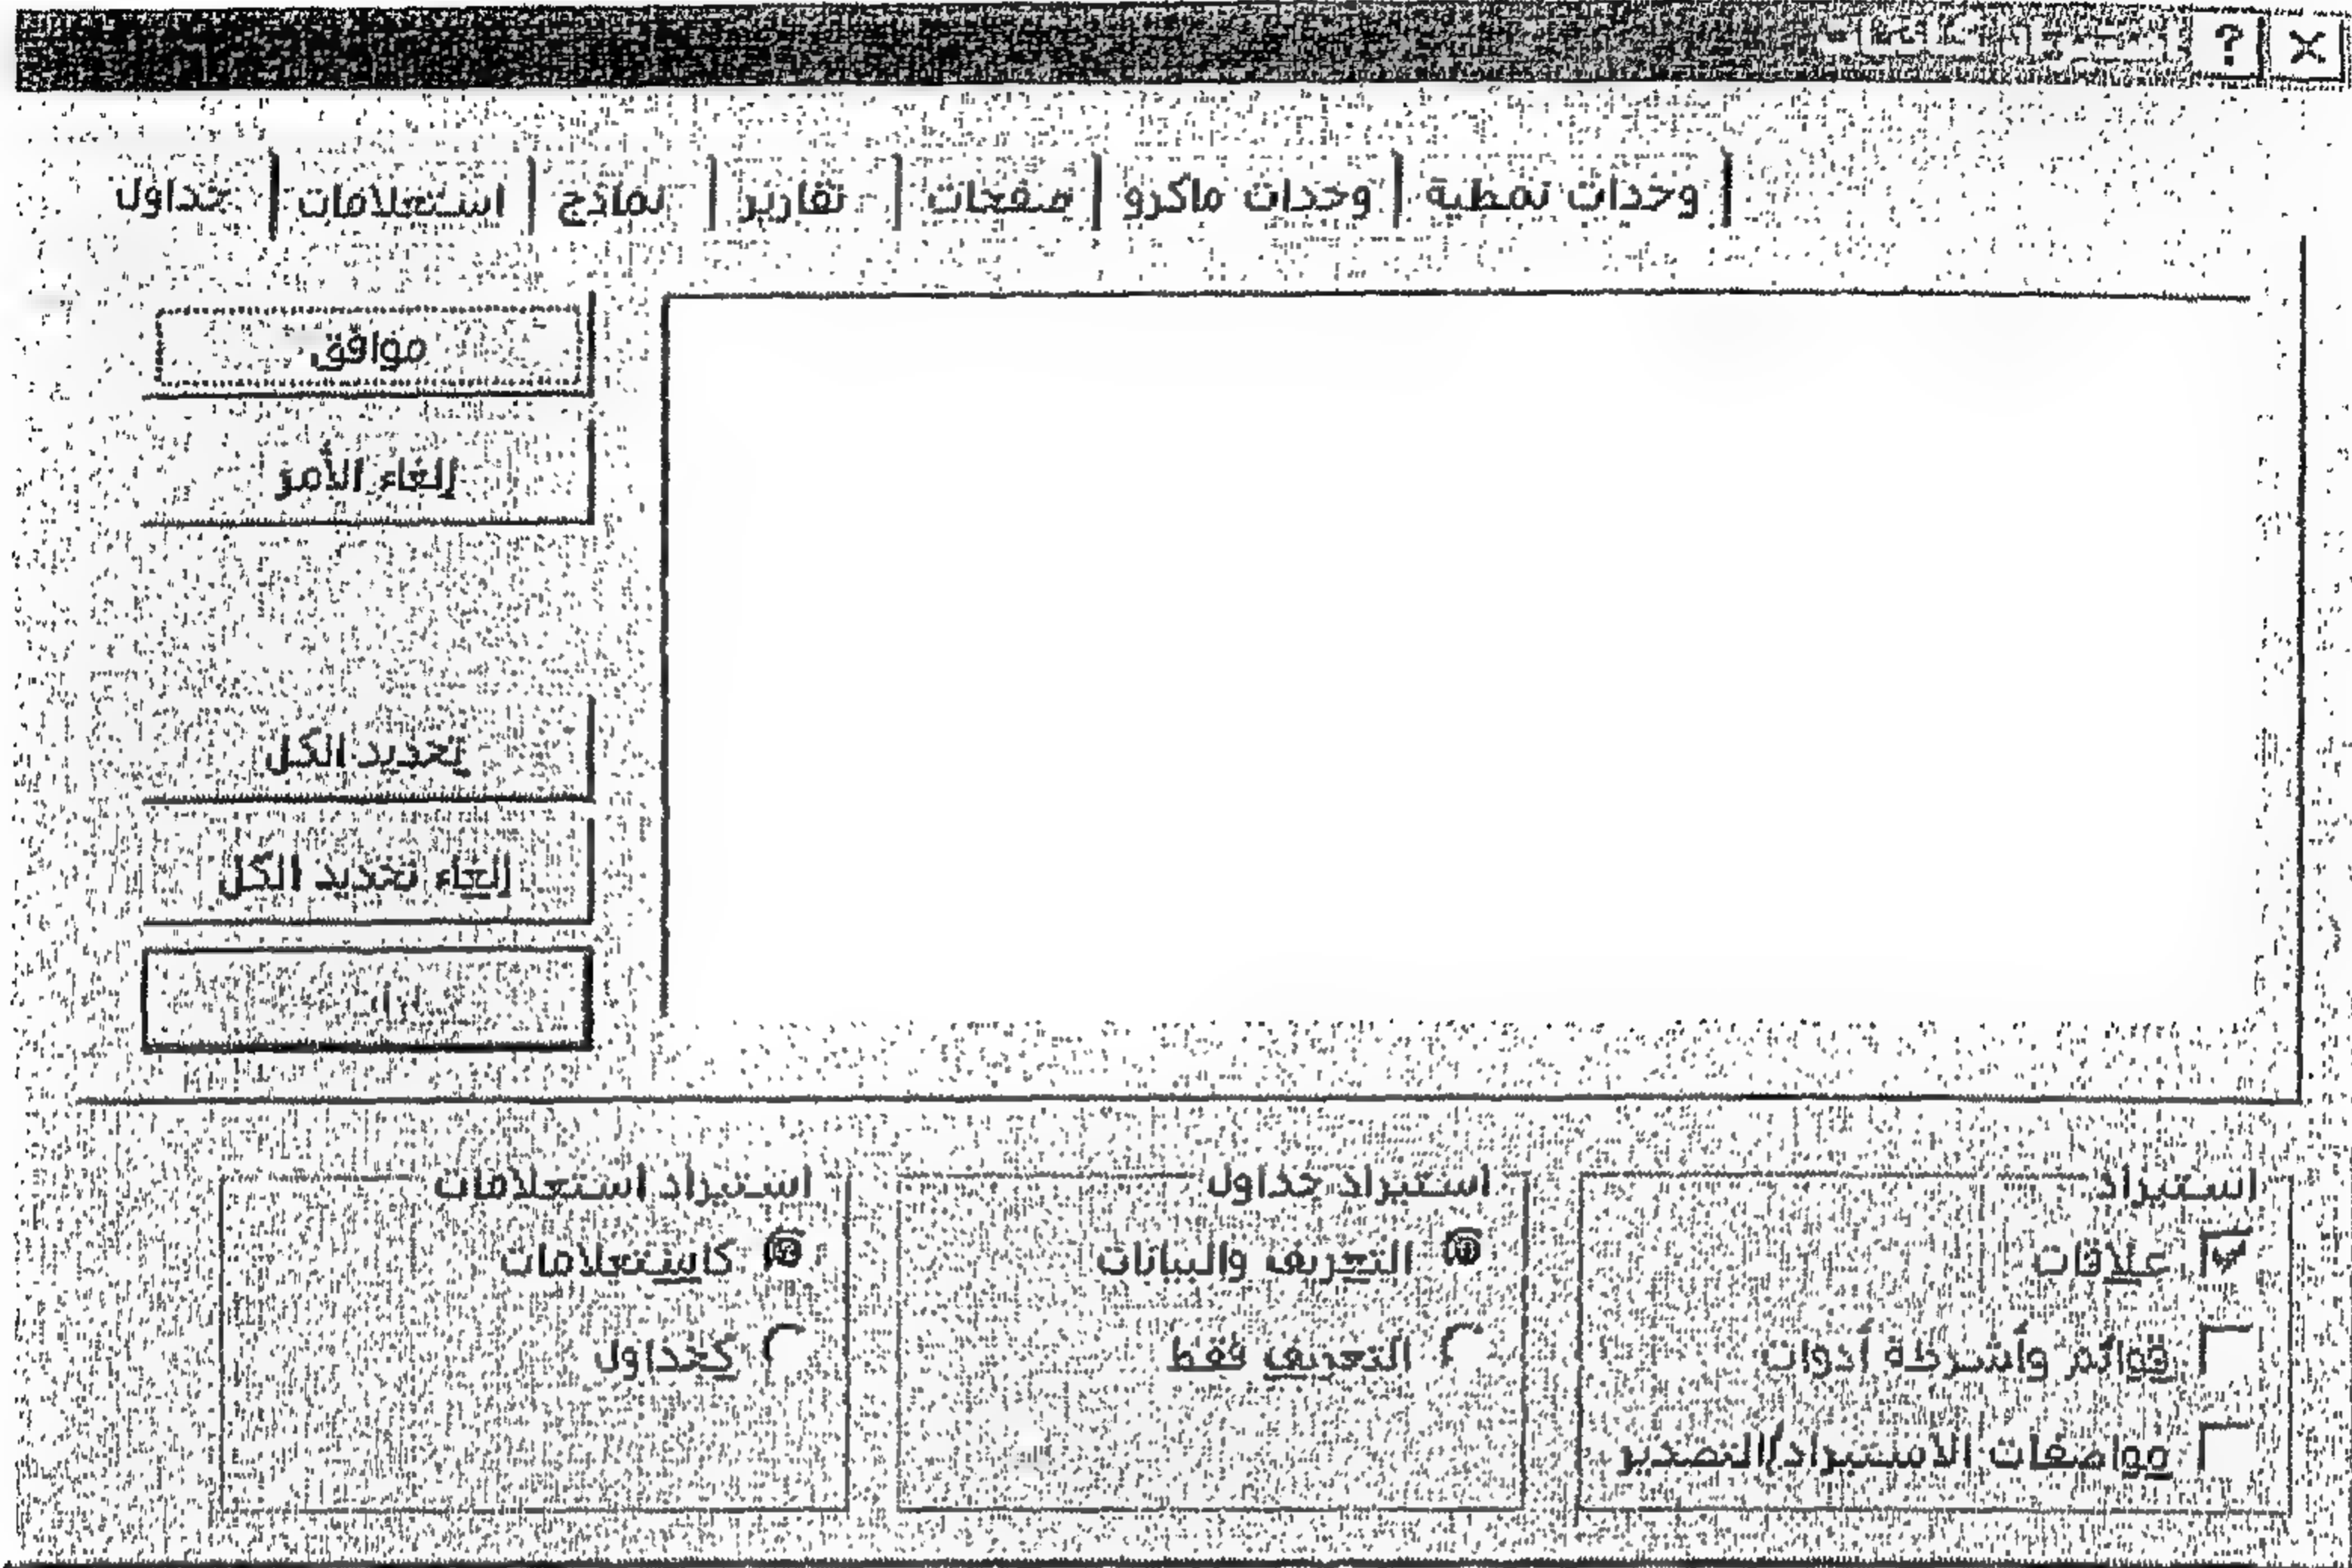 وحدات نمطية | وحدات ماكرو | صفحات | تقارير | نماذج | استعلامات | جداول
موافق
إلغاء الأمر
تحديد الكل
إلغاء تحديد الكل
استيراد
علاقات
قوائم وأشرطة أدوات
مواصفات الاستيراد/التصدير
استيراد جداول
التعريف والبيانات
التعريف فقط
استيراد استعلامات
كاستعلامات
كجداول